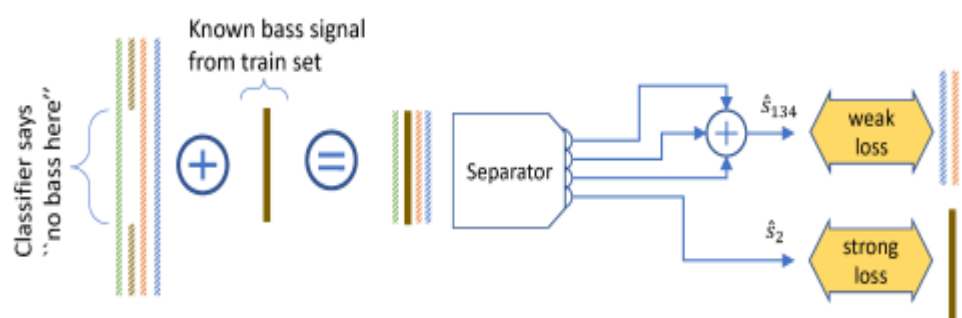 Classifier says
``no bass here”
Known bass signal
from train set
+
=
Separator
+
ŝ134
weak
loss
ŝ2
strong
loss